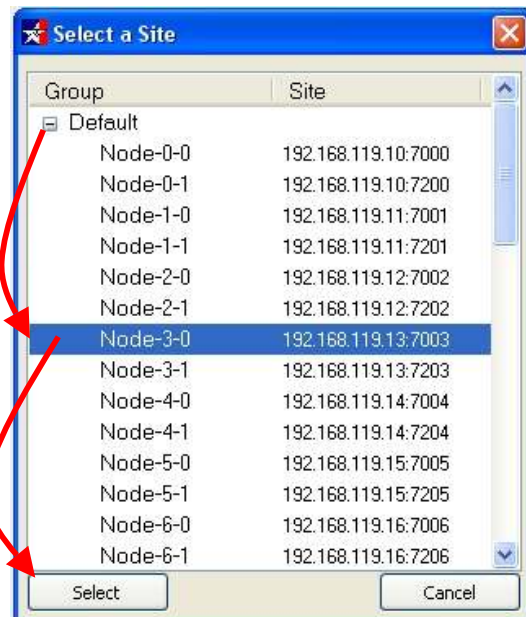 Select a Site
Group Site
Default
Node-0-0 192.168.119.10:7000
Node-0-1 192.168.119.10:7200
Node-1-0 192.168.119.11:7001
Node-1-1 192.168.119.11:7201
Node-2-0 192.168.119.12:7002
Node-2-1 192.168.119.12:7202
Node-3-0 192.168.119.13:7003
Node-3-1 192.168.119.13:7203
Node-4-0 192.168.119.14:7004
Node-4-1 192.168.119.14:7204
Node-5-0 192.168.119.15:7005
Node-5-1 192.168.119.15:7205
Node-6-0 192.168.119.16:7006
Node-6-1 192.168.119.16:7206
Select Cancel